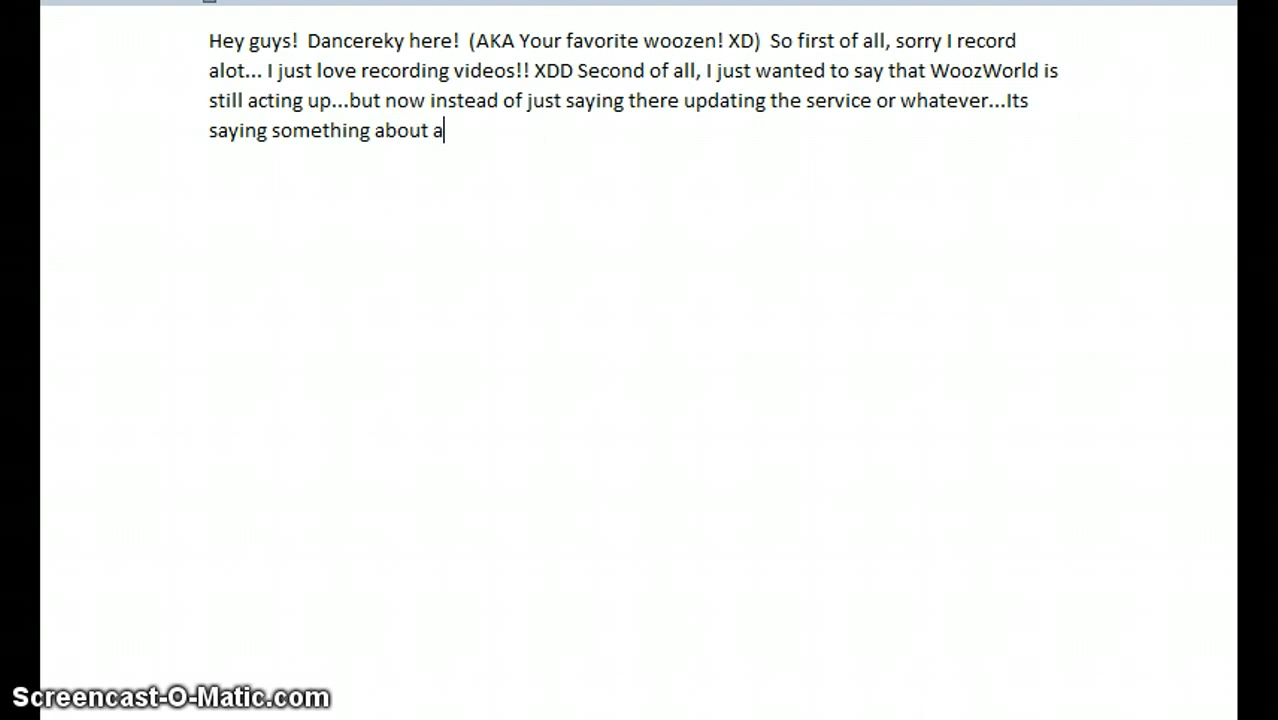 Hey guys!  Dancereky here!  (AKA Your favorite woozen! XD)  So first of all, sorry I record
alot... I just love recording videos!! XDD Second of all, I just wanted to say that WoozWorld is
still acting up...but now instead of just saying there updating the service or whatever...Its
saying something about a
Screencast-O-Matic.com